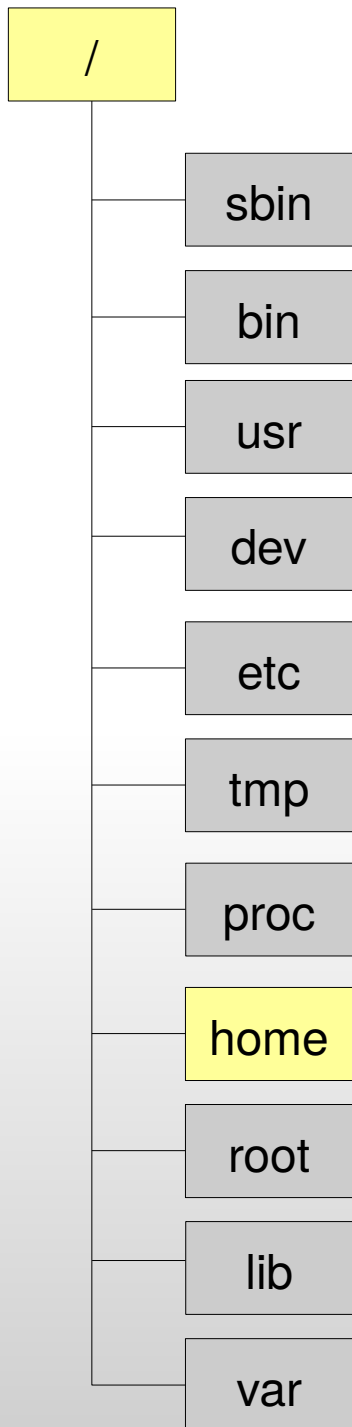 /
sbin
bin
usr
dev
etc
tmp
proc
home
root
lib
var